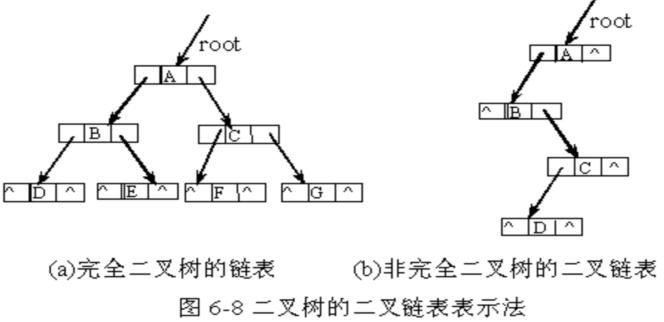 root
root
A
A ^
B
C
^ B
C ^
^ D ^
^ E ^
^ F ^
^ G ^
^ D ^
(a)完全二叉树的链表
(b)非完全二叉树的二叉链表
图 6-8 二叉树的二叉链表表示法